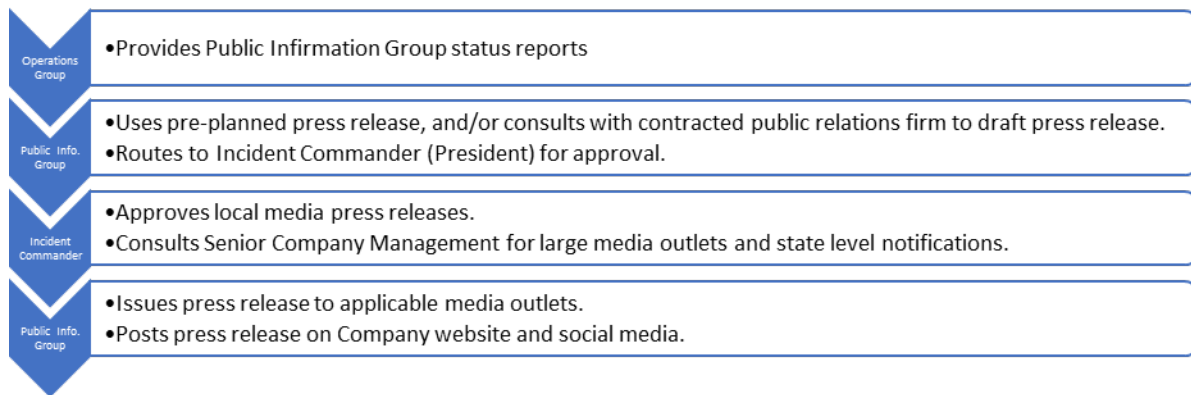 Operations
Group
•Provides Public Infirmation Group status reports
Public Info.
Group
•Uses pre-planned press release, and/or consults with contracted public relations firm to draft press release.
•Routes to Incident Commander (President) for approval.
Incident
Commander
•Approves local media press releases.
•Consults Senior Company Management for large media outlets and state level notifications.
Public Info.
Group
•Issues press release to applicable media outlets.
•Posts press release on Company website and social media.